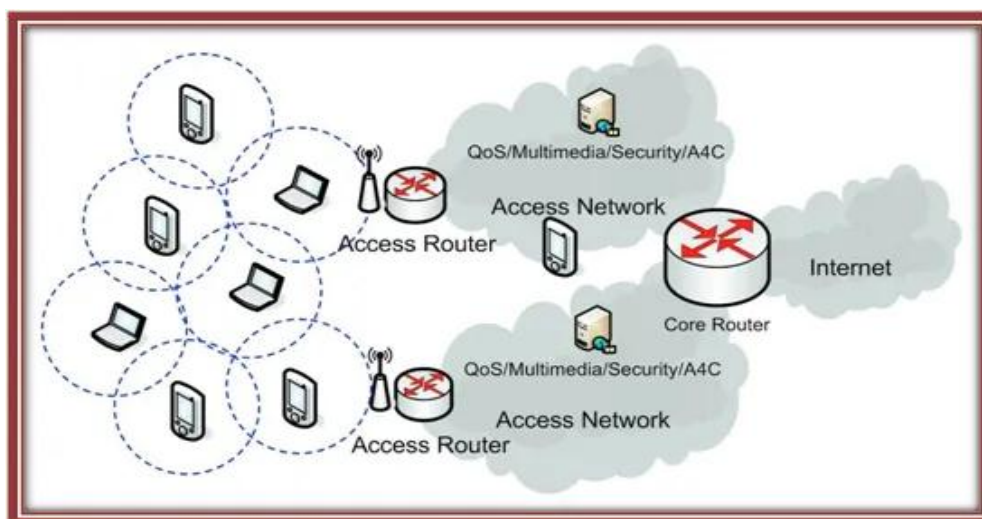 QoS/Multimedia/Security/A4C
Access Network
Access Router
Internet
Core Router
QoS/Multimedia/Security/A4C
Access Network
Access Router